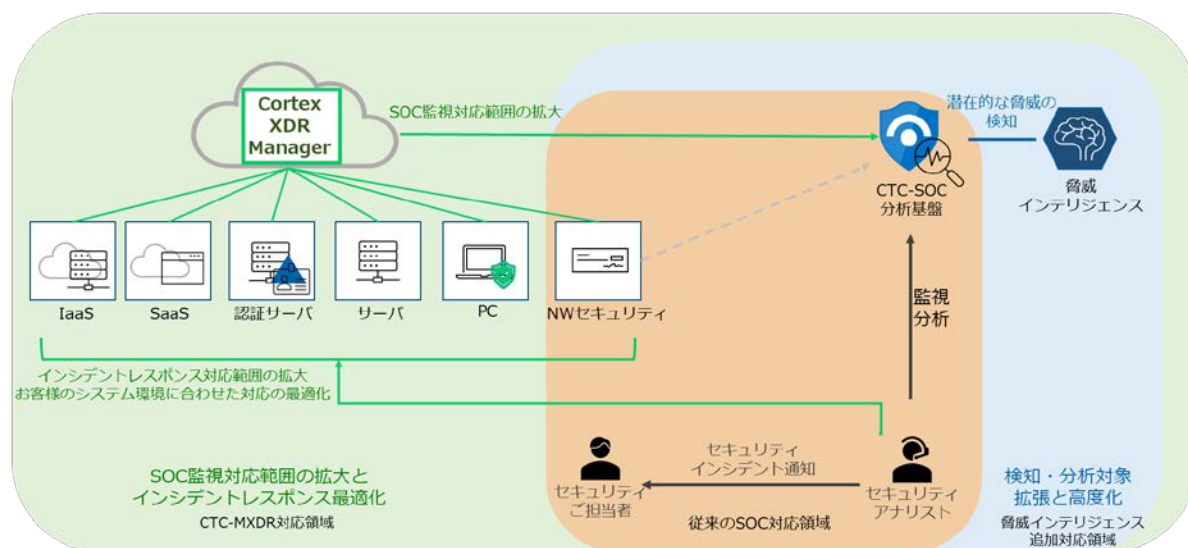 Cortex
XDR
Manager
SOC監視対応範囲の拡大
潜在的な脅威の
検知
CTC-SOC
分析基盤
脅威
インテリジェンス
IaaS
SaaS
認証サーバ
サーバ
PC
NWセキュリティ
監視
分析
インシデントレスポンス対応範囲の拡大
お客様のシステム環境に合わせた対応の最適化
セキュリティ
インシデント通知
セキュリティ
ご担当者
セキュリティ
アナリスト
SOC監視対応範囲の拡大と
インシデントレスポンス最適化
CTC-MXDR対応領域
従来のSOC対応領域
検知・分析対象
拡張と高度化
脅威インテリジェンス
追加対応領域